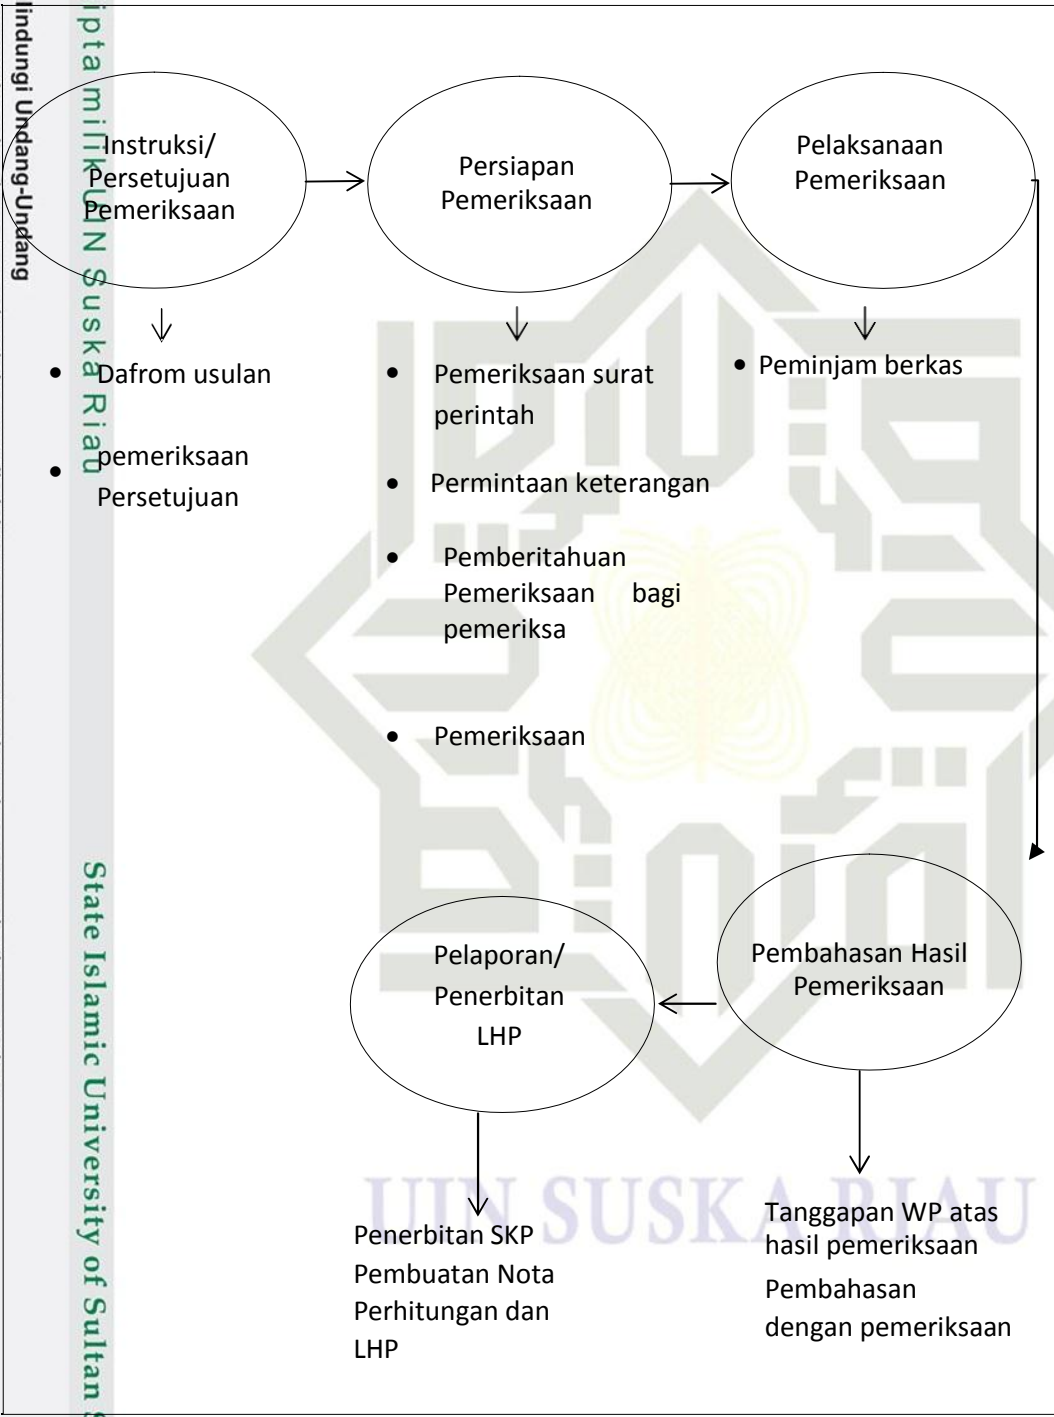 lindungi Undang-Undang
ipta milik UIN Suska Riau
State Islamic University of Sultan
Instruksi/
Persetujuan
Pemeriksaan
Persiapan
Pemeriksaan
Pelaksanaan
Pemeriksaan
• Dafrom usulan
• pemeriksaan
Persetujuan
• Pemeriksaan surat
perintah
• Permintaan keterangan
• Pemberitahuan
Pemeriksaan bagi
pemeriksa
• Pemeriksaan
• Peminjam berkas
Pembahasan Hasil
Pemeriksaan
Pelaporan/
Penerbitan
LHP
Penerbitan SKP
Pembuatan Nota
Perhitungan dan
LHP
Tanggapan WP atas
hasil pemeriksaan
Pembahasan
dengan pemeriksaan
UIN SUSKA RIAU